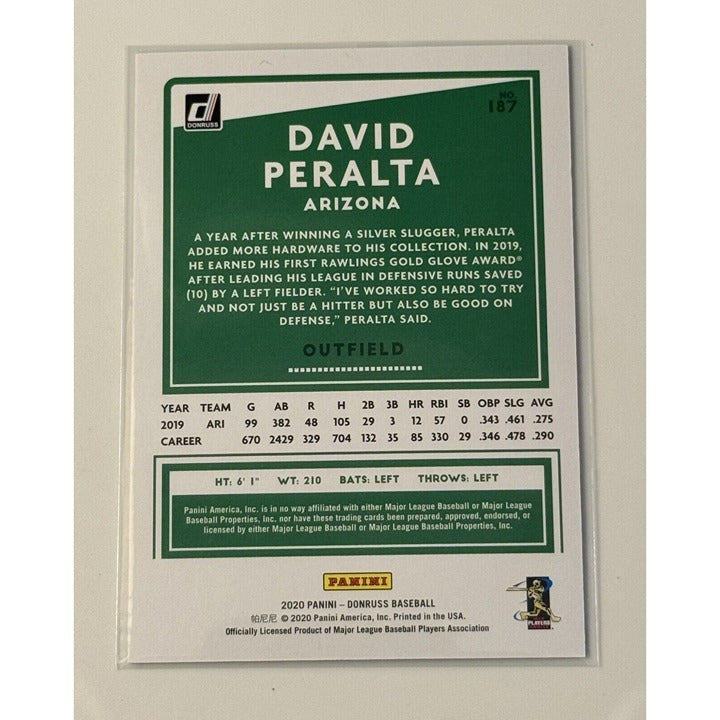 DONRUSS
NO.
187
DAVID
PERALTA
ARIZONA
A YEAR AFTER WINNING A SILVER SLUGGER, PERALTA
ADDED MORE HARDWARE TO HIS COLLECTION. IN 2019,
HE EARNED HIS FIRST RAWLINGS GOLD GLOVE AWARD®
AFTER LEADING HIS LEAGUE IN DEFENSIVE RUNS SAVED
(10) BY A LEFT FIELDER. “I’VE WORKED SO HARD TO TRY
AND NOT JUST BE A HITTER BUT ALSO BE GOOD ON
DEFENSE,” PERALTA SAID.
OUTFIELD
YEAR TEAM G AB R H 2B 3B HR RBI SB OBP SLG AVG
2019 ARI 99 382 48 105 29 3 12 57 0 .343 .461 .275
CAREER 670 2429 329 704 132 35 85 330 29 .346 .478 .290
HT: 6' 1" WT: 210 BATS: LEFT THROWS: LEFT
Panini America, Inc. is in no way affiliated with either Major League Baseball or Major League
Baseball Properties, Inc. nor have these trading cards been prepared, approved, endorsed, or
licensed by either Major League Baseball or Major League Baseball Properties, Inc.
PANINI
2020 PANINI – DONRUSS BASEBALL
帕尼尼 © 2020 Panini America, Inc. Printed in the USA.
Officially Licensed Product of Major League Baseball Players Association
PLAYERS